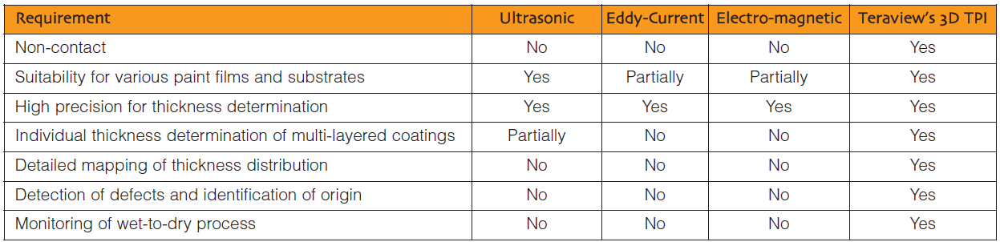 Requirement Ultrasonic Eddy-Current Electro-magnetic Teraview's 3D TPI
Non-contact No No No Yes
Suitability for various paint films and substrates Yes Partially Partially Yes
High precision for thickness determination Yes Yes Yes Yes
Individual thickness determination of multi-layered coatings Partially No No Yes
Detailed mapping of thickness distribution No No No Yes
Detection of defects and identification of origin No No No Yes
Monitoring of wet-to-dry process No No No Yes